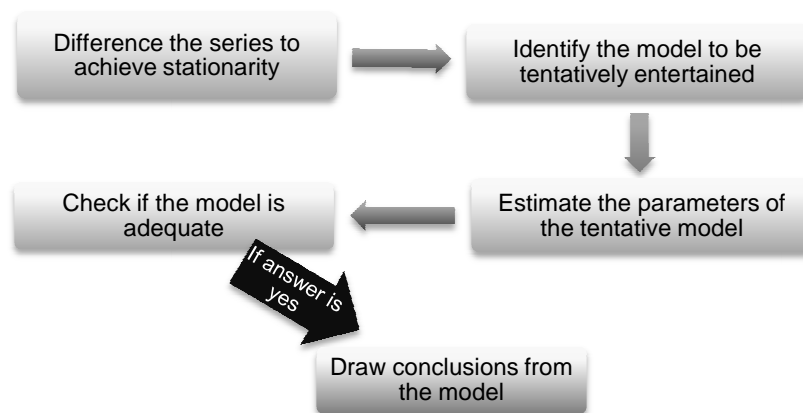 Difference the series to
achieve stationarity
Identify the model to be
tentatively entertained
Estimate the parameters of
the tentative model
Check if the model is
adequate
If answer is
yes
Draw conclusions from
the model